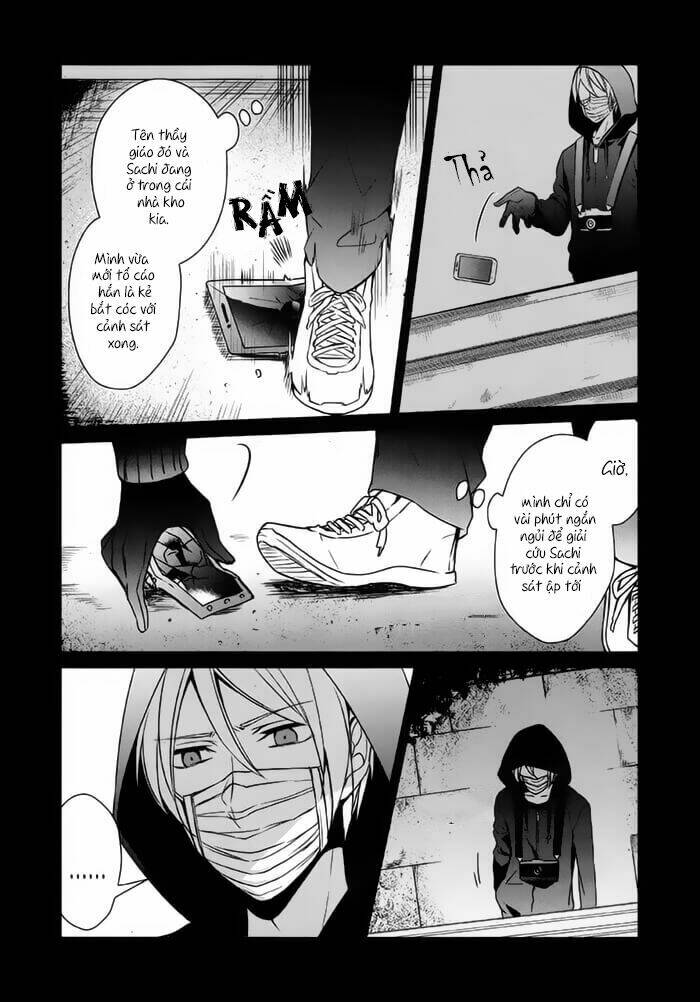 Thả
RẦM
Tên thầy
giáo đó và
Sachi đang
ở trong cái
nhà kho
kia.
Mình vừa
mới tố cáo
hắn là kẻ
bắt cóc với
cảnh sát
xong.
Giờ,
mình chỉ có
vài phút ngắn
ngủi để giải
cứu Sachi
trước khi cảnh
sát ập tới
......